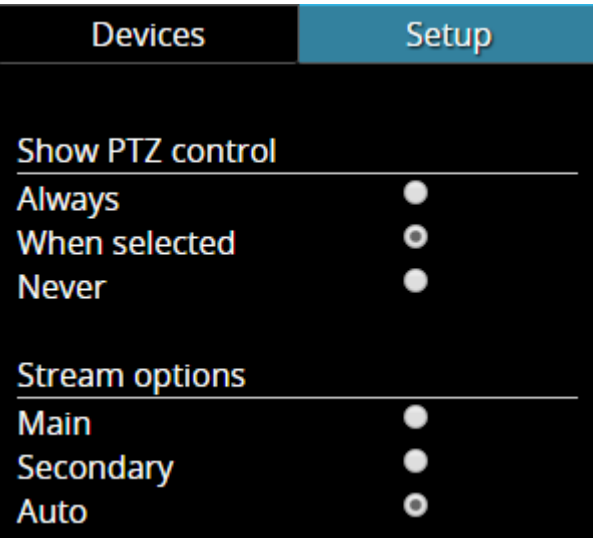 Devices Setup
Show PTZ control
Always
When selected
Never
Stream options
Main
Secondary
Auto